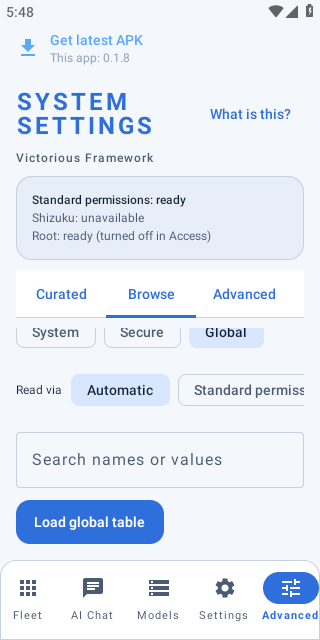 5:48
Get latest APK
This app: 0.1.8
SYSTEM
SETTINGS
What is this?
Victorious Framework
Standard permissions: ready
Shizuku: unavailable
Root: ready (turned off in Access)
Curated Browse Advanced
System Secure Global
Read via Automatic Standard permiss
Search names or values
Load global table
Fleet AI Chat Models Settings Advanced